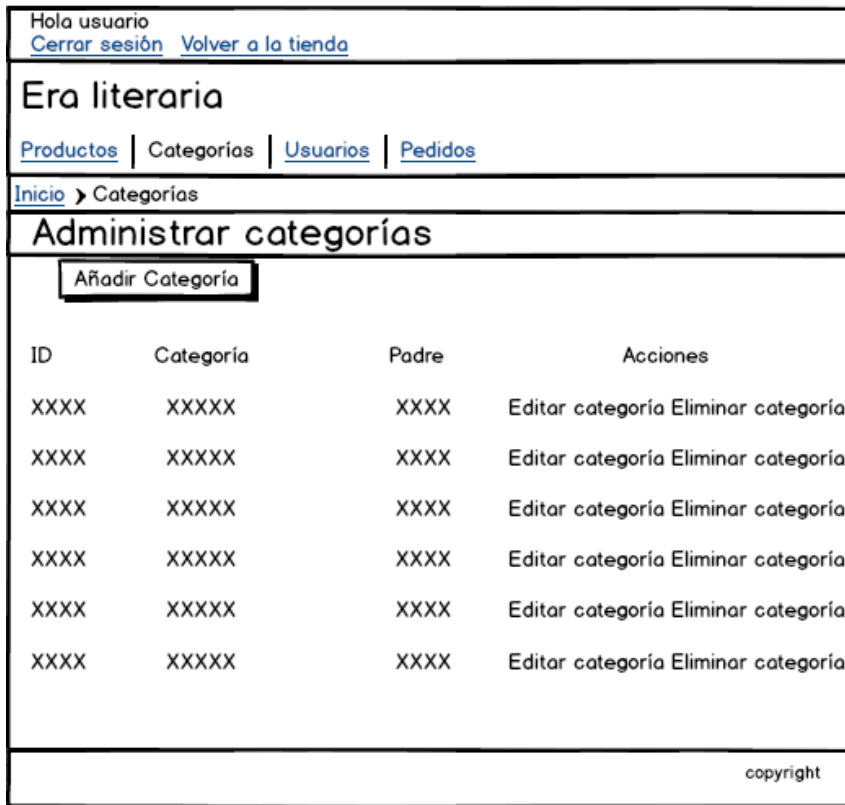 Hola usuario
Cerrar sesión Volver a la tienda
Era literaria
Productos Categorías Usuarios Pedidos
Inicio Categorías
Administrar categorías
Añadir Categoría
ID Categoría Padre Acciones
XXXX XXXXX XXXX Editar categoría Eliminar categoría
XXXX XXXXX XXXX Editar categoría Eliminar categoría
XXXX XXXXX XXXX Editar categoría Eliminar categoría
XXXX XXXXX XXXX Editar categoría Eliminar categoría
XXXX XXXXX XXXX Editar categoría Eliminar categoría
XXXX XXXXX XXXX Editar categoría Eliminar categoría
copyright